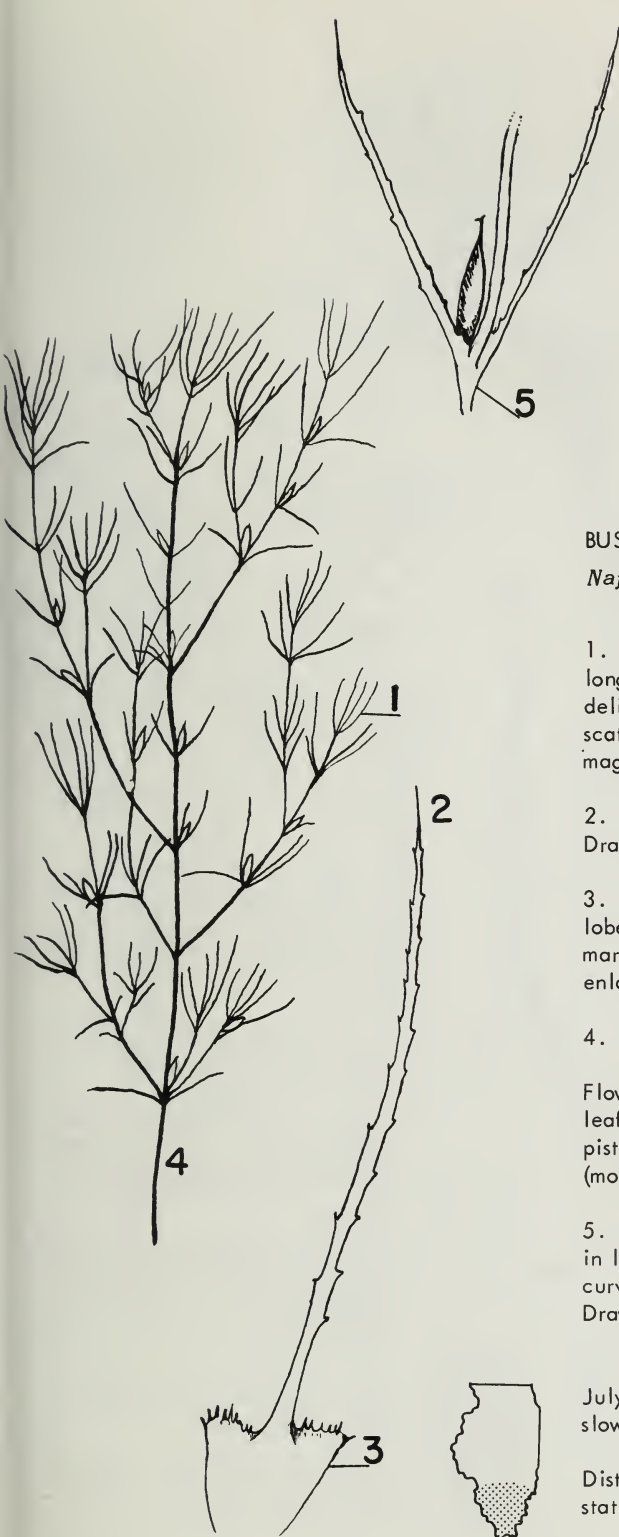 5
BUS
Naj
1.
long
deli
scat
mag
1
2
2.
Dra
3.
lobe
mar
enla
4.
Flow
leaf
pist
(mo
4
5.
in l
curv
Dra
July
slow
3
Dist
stat